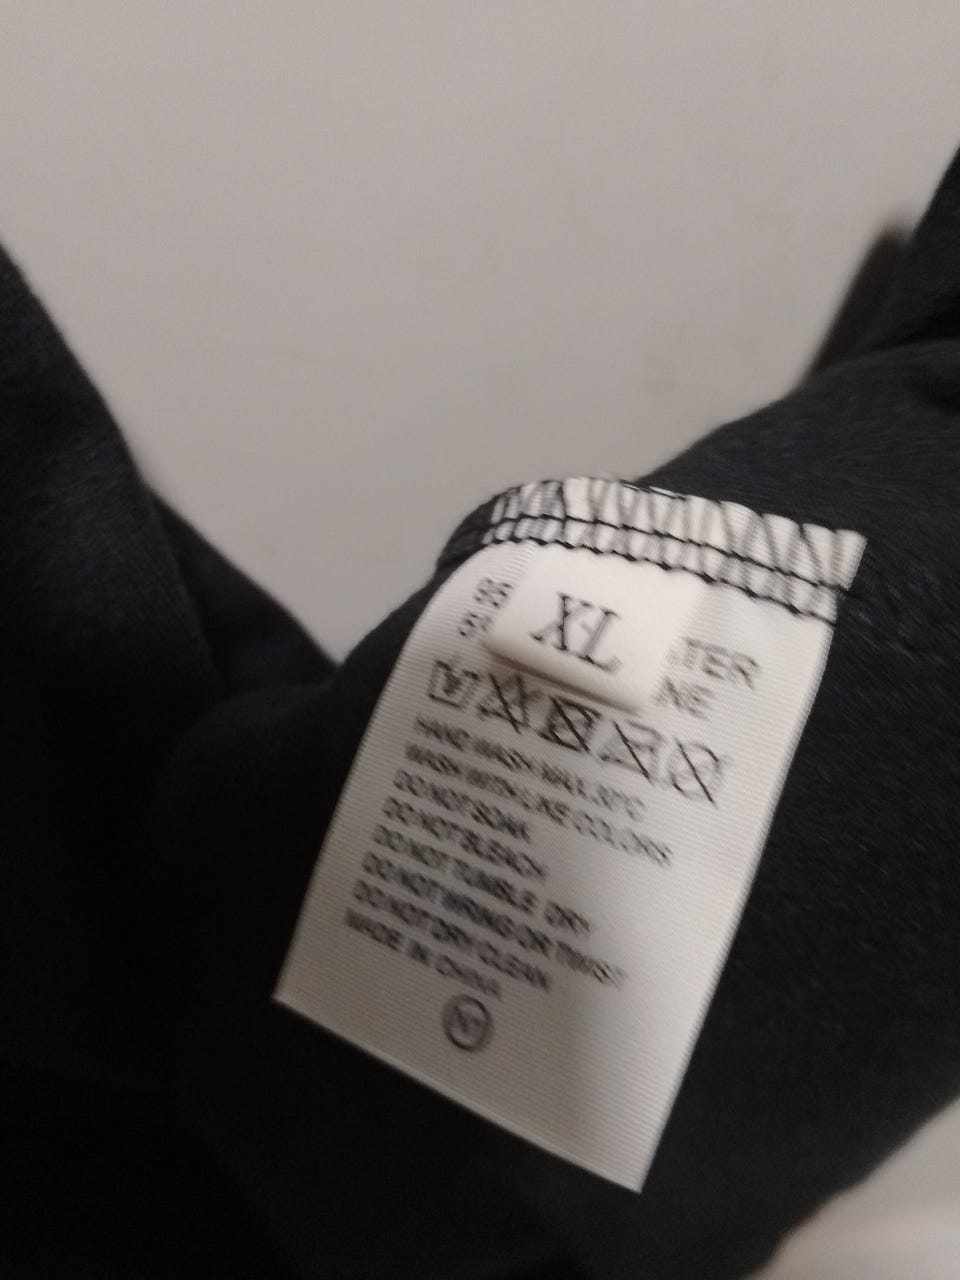 XL
HAND WASH MAX 30°C
WASH WITH LIKE COLORS
DO NOT SOAK
DO NOT BLEACH
DO NOT TUMBLE DRY
DO NOT WRING OR TWIST
DO NOT DRY CLEAN
MADE IN CHINA